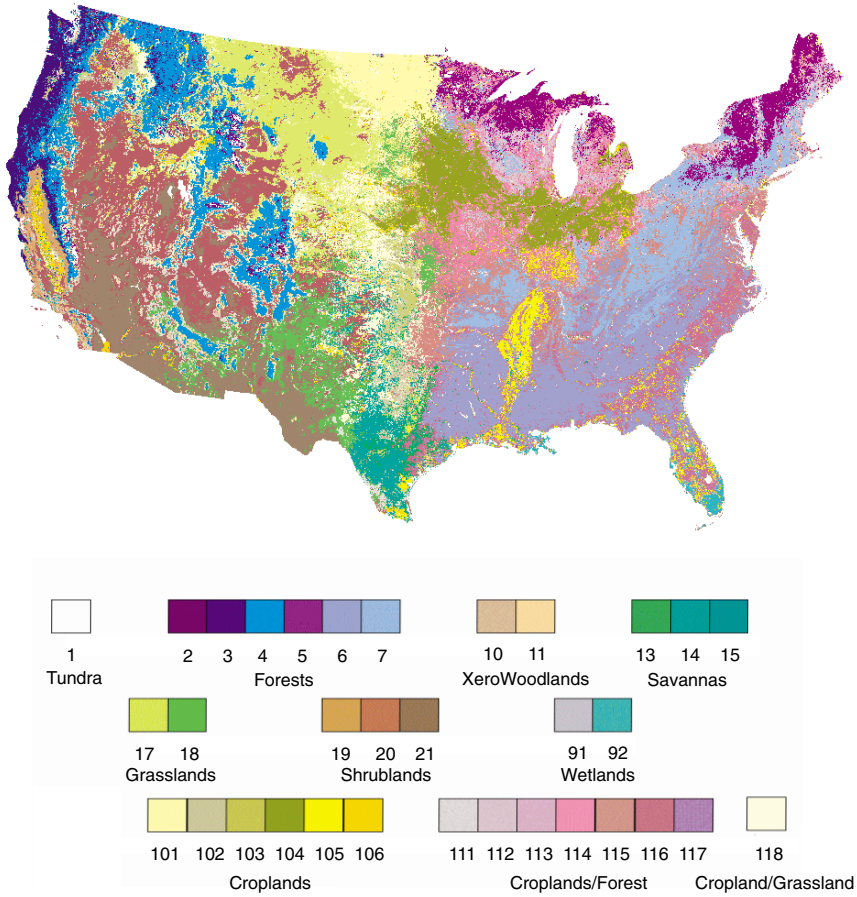 1 2 3 4 5 6 7 10 11 13 14 15
Tundra Forests XeroWoodlands Savannas
17 18 19 20 21 91 92
Grasslands Shrublands Wetlands
101 102 103 104 105 106 111 112 113 114 115 116 117 118
Croplands Croplands/Forest Cropland/Grassland